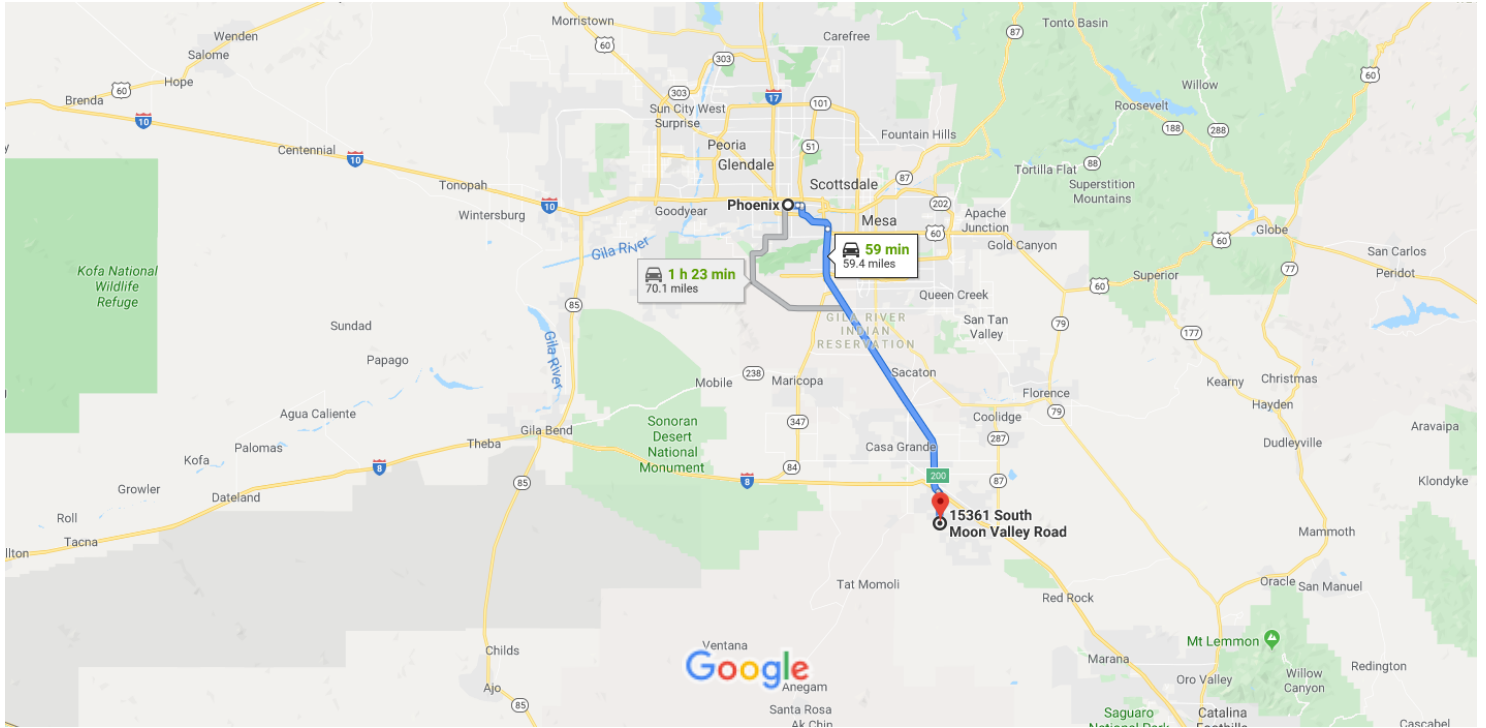 Morristown
60
Carefree
Tonto Basin
87
Wenden
Salome
Hope
60
Brenda
10
303
303
17
101
Sun City West
Surprise
Willow
60
Roosevelt
188
288
Centennial
10
Peoria
Glendale
51
Fountain Hills
Scottsdale
87
Tortilla Flat
88
Superstition
Mountains
Tonopah
Wintersburg
10
Goodyear
Phoenix
Mesa
202
60
Apache
Junction
Gold Canyon
60
Globe
Gila River
59 min
59.4 miles
1 h 23 min
70.1 miles
San Carlos
Peridot
77
Superior
60
Kofa National
Wildlife
Refuge
85
Queen Creek
GILA RIVER
INDIAN
RESERVATION
San Tan
Valley
79
177
Sundad
Gila River
Papago
238
Mobile
Maricopa
Sacaton
Florence
79
Kearny
Christmas
Hayden
Agua Caliente
Palomas
Kofa
Theba
Gila Bend
Sonoran
Desert
National
Monument
347
84
Coolidge
287
Casa Grande
Dudleyville
Aravaipa
8
Growler
Dateland
85
8
200
87
Klondyke
Roll
Tacna
llton
15361 South
Moon Valley Road
Mammoth
Tat Momoli
Red Rock
Oracle
San Manuel
Childs
Ventana
Google
Mt Lemmon
Marana
Oro Valley
Redington
Willow
Canyon
Ajo
85
Anegam
Santa Rosa
Ak Chin
Saguaro
National Park
Catalina
Foothills
Cascabel